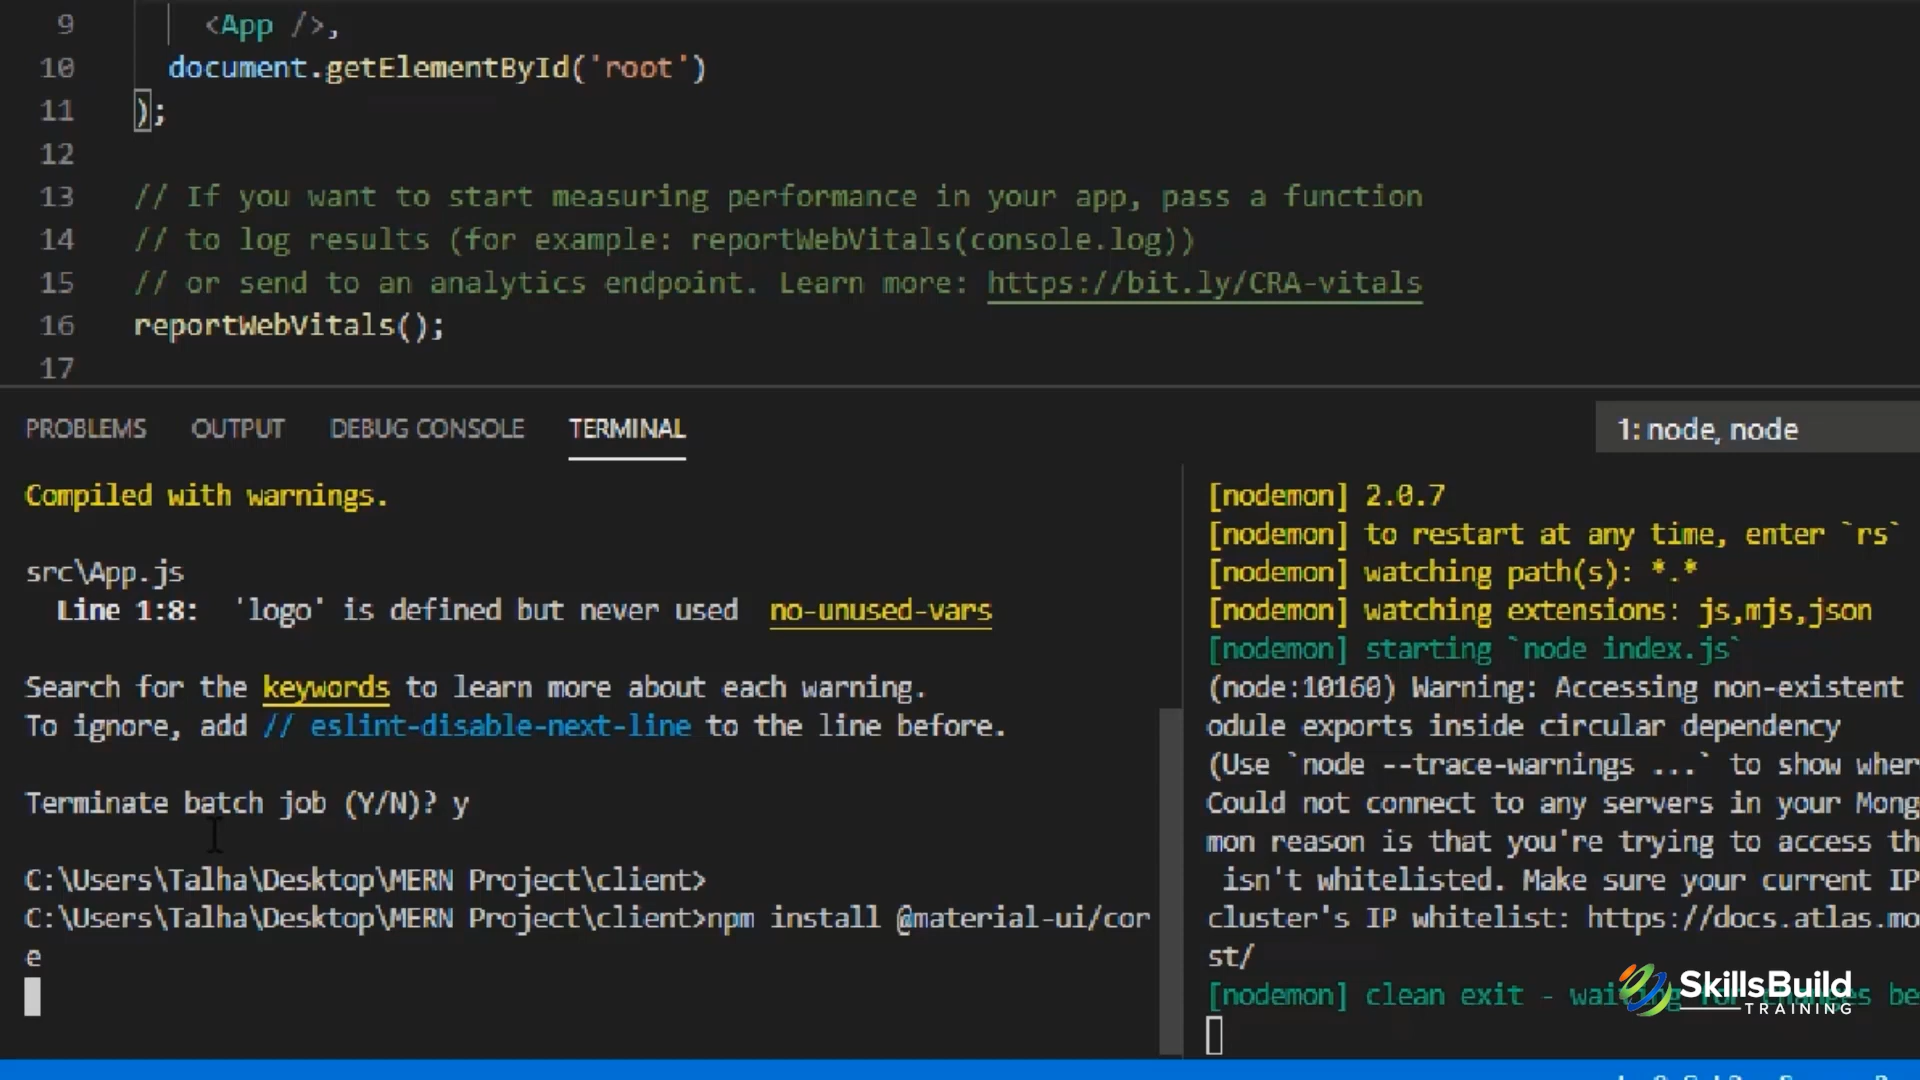 9 <App />,
10 document.getElementById('root')
11 );
12
13 // If you want to start measuring performance in your app, pass a function
14 // to log results (for example: reportWebVitals(console.log))
15 // or send to an analytics endpoint. Learn more: https://bit.ly/CRA-vitals
16 reportWebVitals();
17
PROBLEMS OUTPUT DEBUG CONSOLE TERMINAL 1: node, node
Compiled with warnings.
src\App.js
Line 1:8: 'logo' is defined but never used no-unused-vars
Search for the keywords to learn more about each warning.
To ignore, add // eslint-disable-next-line to the line before.
Terminate batch job (Y/N)? y
C:\Users\Talha\Desktop\MERN Project\client>
C:\Users\Talha\Desktop\MERN Project\client>npm install @material-ui/cor
e
[nodemon] 2.0.7
[nodemon] to restart at any time, enter `rs`
[nodemon] watching path(s): *.*
[nodemon] watching extensions: js,mjs,json
[nodemon] starting `node index.js`
(node:10160) Warning: Accessing non-existent
odule exports inside circular dependency
(Use `node --trace-warnings ...` to show wher
Could not connect to any servers in your Mong
mon reason is that you're trying to access th
isn't whitelisted. Make sure your current IP
cluster's IP whitelist: https://docs.atlas.mo
st/
[nodemon] clean exit - waiting for changes be
SkillsBuild
TRAINING